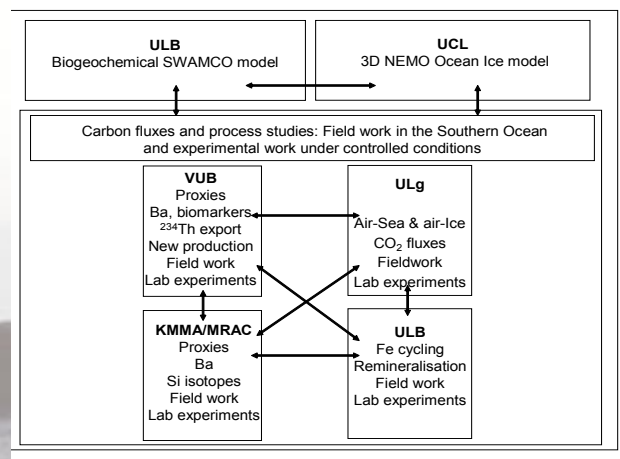 ULB
Biogeochemical SWAMCO model
UCL
3D NEMO Ocean Ice model
Carbon fluxes and process studies: Field work in the Southern Ocean
and experimental work under controlled conditions
VUB
Proxies
Ba, biomarkers
²³⁴Th export
New production
Field work
Lab experiments
ULg
Air-Sea & air-Ice
CO₂ fluxes
Fieldwork
Lab experiments
KMMA/MRAC
Proxies
Ba
Si isotopes
Field work
Lab experiments
ULB
Fe cycling
Remineralisation
Field work
Lab experiments